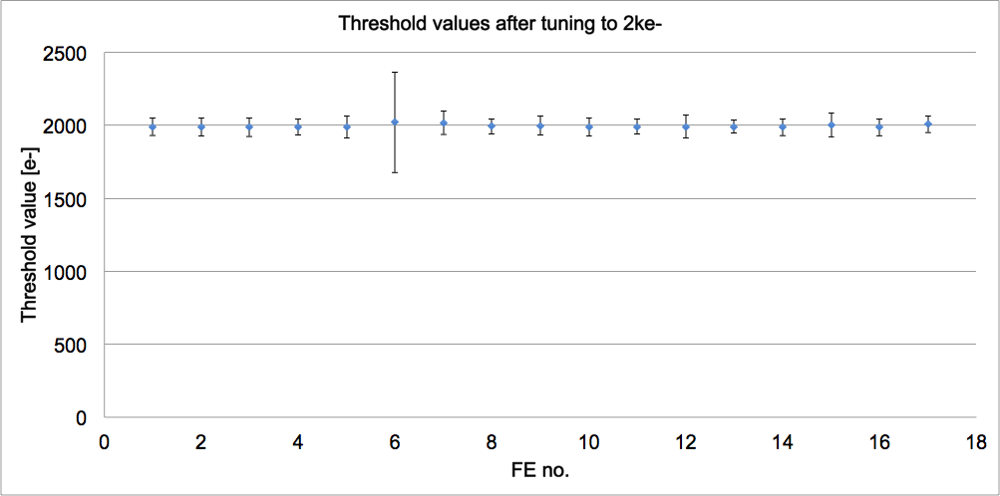 Threshold values after tuning to 2ke-
2500
2000
1500
1000
500
0
Threshold value [e-]
0 2 4 6 8 10 12 14 16 18
FE no.